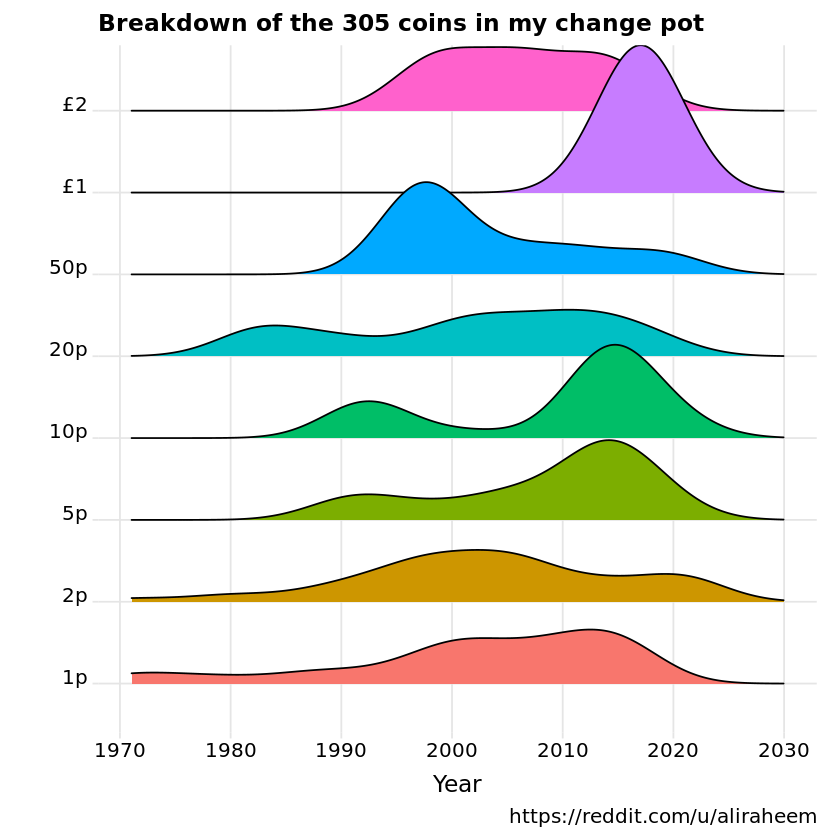 Breakdown of the 305 coins in my change pot
£2
£1
50p
20p
10p
5p
2p
1p
1970 1980 1990 2000 2010 2020 2030
Year
https://reddit.com/u/aliraheem